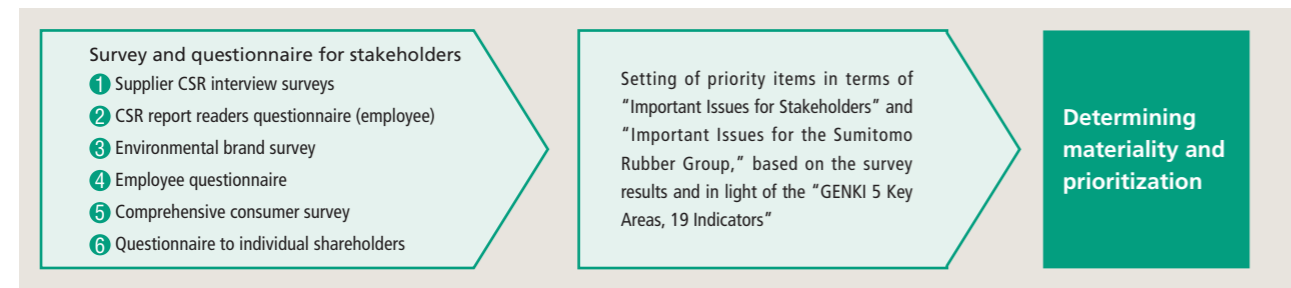 Survey and questionnaire for stakeholders
1 Supplier CSR interview surveys
2 CSR report readers questionnaire (employee)
3 Environmental brand survey
4 Employee questionnaire
5 Comprehensive consumer survey
6 Questionnaire to individual shareholders
Setting of priority items in terms of
“Important Issues for Stakeholders” and
“Important Issues for the Sumitomo
Rubber Group,” based on the survey
results and in light of the “GENKI 5 Key
Areas, 19 Indicators”
Determining
materiality and
prioritization